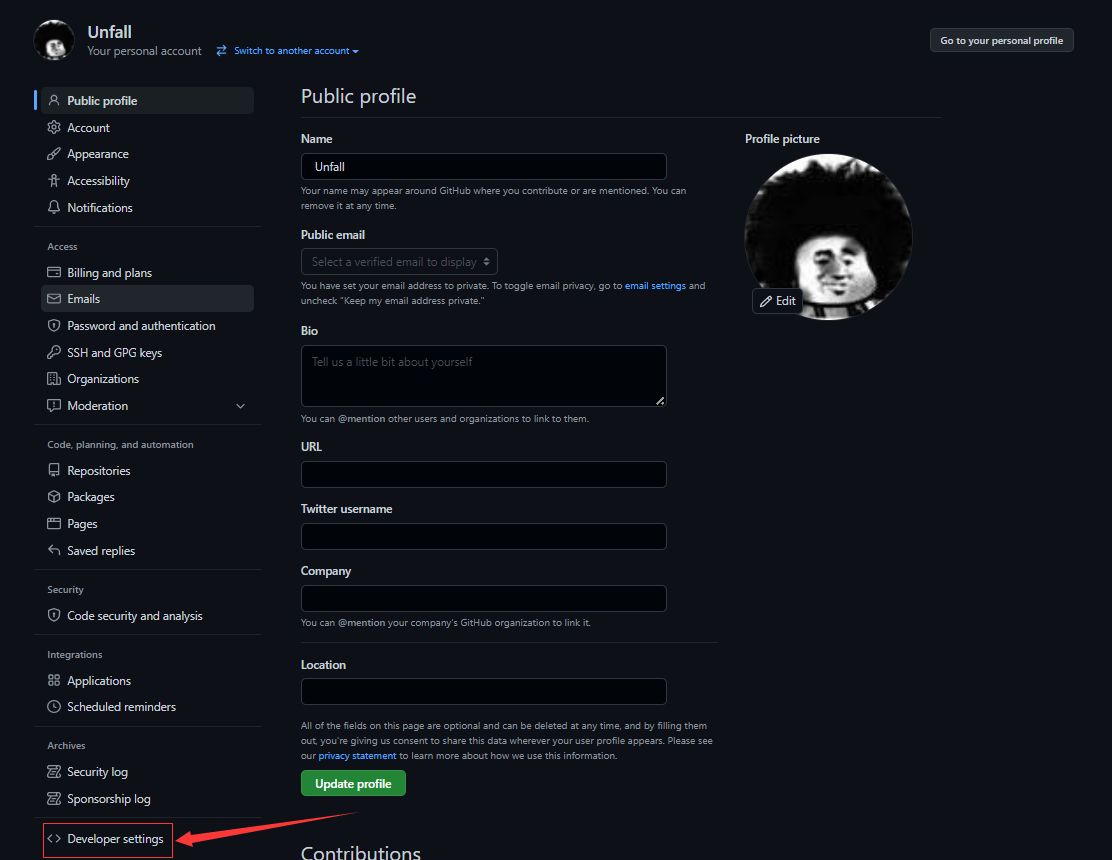 Unfall
Your personal account Switch to another account
Go to your personal profile
Public profile
Account
Appearance
Accessibility
Notifications
Access
Billing and plans
Emails
Password and authentication
SSH and GPG keys
Organizations
Moderation
Code, planning, and automation
Repositories
Packages
Pages
Saved replies
Security
Code security and analysis
Integrations
Applications
Scheduled reminders
Archives
Security log
Sponsorship log
Developer settings
Public profile
Name
Unfall
Your name may appear around GitHub where you contribute or are mentioned. You can
remove it at any time.
Public email
Select a verified email to display
You have set your email address to private. To toggle email privacy, go to email settings and
uncheck "Keep my email address private."
Bio
Tell us a little bit about yourself
You can @mention other users and organizations to link to them.
URL
Twitter username
Company
You can @mention your company's GitHub organization to link it.
Location
All of the fields on this page are optional and can be deleted at any time, and by filling them
out, you're giving us consent to share this data wherever your user profile appears. Please see
our privacy statement to learn more about how we use this information.
Update profile
Contributions
Profile picture
Edit